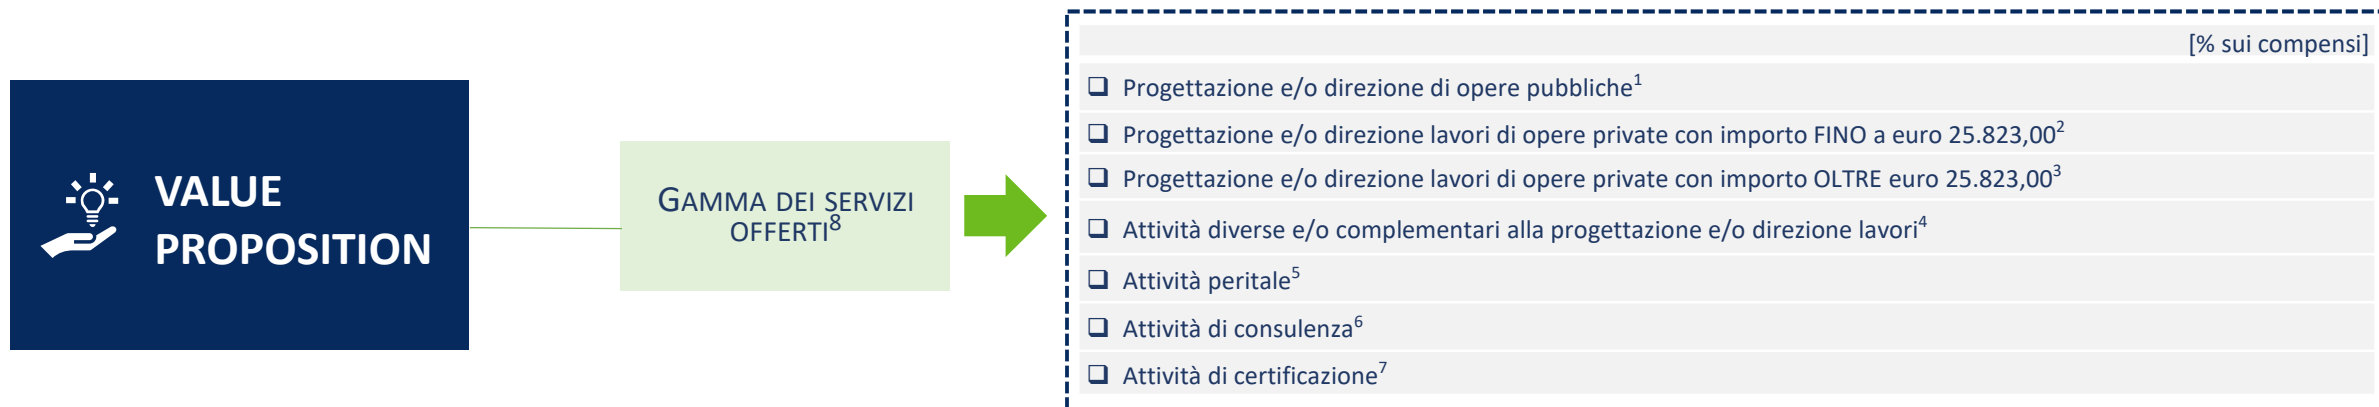 VALUE
PROPOSITION
GAMMA DEI SERVIZI
OFFERTI⁸
[% sui compensi]
❑ Progettazione e/o direzione di opere pubbliche¹
❑ Progettazione e/o direzione lavori di opere private con importo FINO a euro 25.823,00²
❑ Progettazione e/o direzione lavori di opere private con importo OLTRE euro 25.823,00³
❑ Attività diverse e/o complementari alla progettazione e/o direzione lavori⁴
❑ Attività peritale⁵
❑ Attività di consulenza⁶
❑ Attività di certificazione⁷